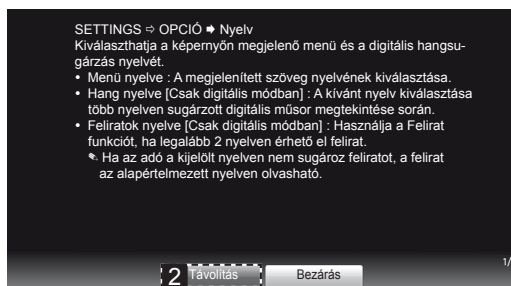 SETTINGS ⇨ OPCIÓ ➡ Nyelv
Kiválaszthatja a képernyőn megjelenő menü és a digitális hangsu-
gárzás nyelvét.
• Menü nyelve : A megjelenített szöveg nyelvének kiválasztása.
• Hang nyelve [Csak digitális módban] : A kívánt nyelv kiválasztása
több nyelven sugárzott digitális műsor megtekintése során.
• Feliratok nyelve [Csak digitális módban] : Használja a Felirat
funkciót, ha legalább 2 nyelven érhető el felirat.
✎ Ha az adó a kijelölt nyelven nem sugároz feliratot, a felirat
az alapértelmezett nyelven olvasható.
1/
2 Távolítás Bezárás